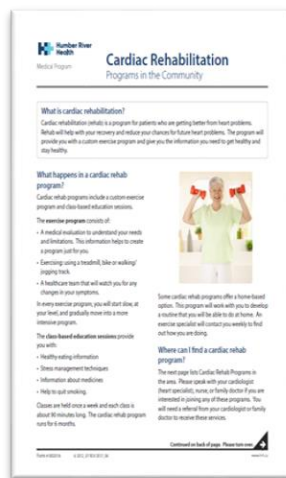 Humber River
Health
Medical Program
Cardiac Rehabilitation
Programs in the Community
What is cardiac rehabilitation?
Cardiac rehabilitation (rehab) is a program for patients who are getting better from heart problems.
Rehab will help with your recovery and reduce your chances for future heart problems. The program will
provide you with a custom exercise program and give you the information you need to get healthy and
stay healthy.
What happens in a cardiac rehab
program?
Cardiac rehab programs include a custom exercise
program and class-based education sessions.
The exercise program consists of:
• A medical evaluation to understand your needs
and limitations. This information helps to create
a program just for you.
• Exercising: using a treadmill, bike or walking/
jogging track.
• A healthcare team that will watch you for any
changes in your symptoms.
In every exercise program, you will start slow, at
your level, and gradually move into a more
intensive program.
The class-based education sessions provide
you with:
• Healthy eating information
• Stress management techniques
• Information about medicines
• Help to quit smoking.
Classes are held once a week and each class is
about 90 minutes long. The cardiac rehab program
runs for 6 months.
Some cardiac rehab programs offer a home-based
option. This program will work with you to develop
a routine that you will be able to do at home. An
exercise specialist will contact you weekly to find
out how you are doing.
Where can I find a cardiac rehab
program?
The next page lists Cardiac Rehab Programs in
the area. Please speak with your cardiologist
(heart specialist), nurse, or family doctor if you are
interested in joining any of these programs. You
will need a referral from your cardiologist or family
doctor to receive these services.
Continued on back of page. Please turn over.